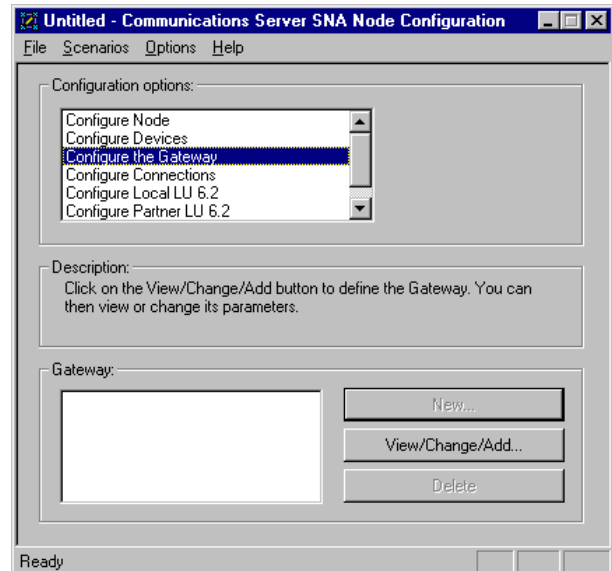 Untitled - Communications Server SNA Node Configuration
File Scenarios Options Help
Configuration options:
Configure Node
Configure Devices
Configure the Gateway
Configure Connections
Configure Local LU 6.2
Configure Partner LU 6.2
Description:
Click on the View/Change/Add button to define the Gateway. You can
then view or change its parameters.
Gateway:
New...
View/Change/Add...
Delete
Ready